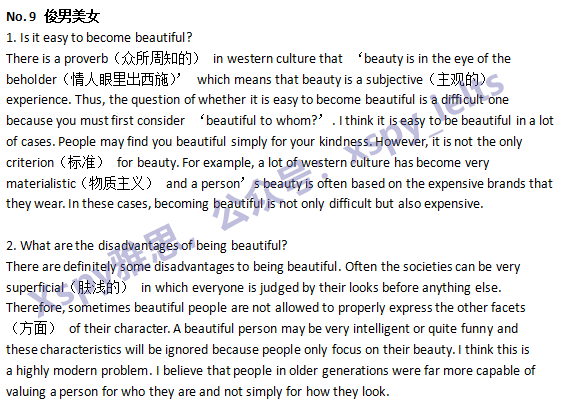 No. 9 俊男美女
1. Is it easy to become beautiful?
There is a proverb（众所周知的） in western culture that ‘beauty is in the eye of the
beholder（情人眼里出西施）’ which means that beauty is a subjective（主观的）
experience. Thus, the question of whether it is easy to become beautiful is a difficult one
because you must first consider ‘beautiful to whom?’. I think it is easy to be beautiful in a lot
of cases. People may find you beautiful simply for your kindness. However, it is not the only
criterion（标准） for beauty. For example, a lot of western culture has become very
materialistic（物质主义） and a person’s beauty is often based on the expensive brands that
they wear. In these cases, becoming beautiful is not only difficult but also expensive.
2. What are the disadvantages of being beautiful?
There are definitely some disadvantages to being beautiful. Often the societies can be very
superficial（肤浅的） in which everyone is judged by their looks before anything else.
Therefore, sometimes beautiful people are not allowed to properly express the other facets
（方面） of their character. A beautiful person may be very intelligent or quite funny and
these characteristics will be ignored because people only focus on their beauty. I think this is
a highly modern problem. I believe that people in older generations were far more capable of
valuing a person for who they are and not simply for how they look.
Xspy雅思，公众号：xspy_ielts